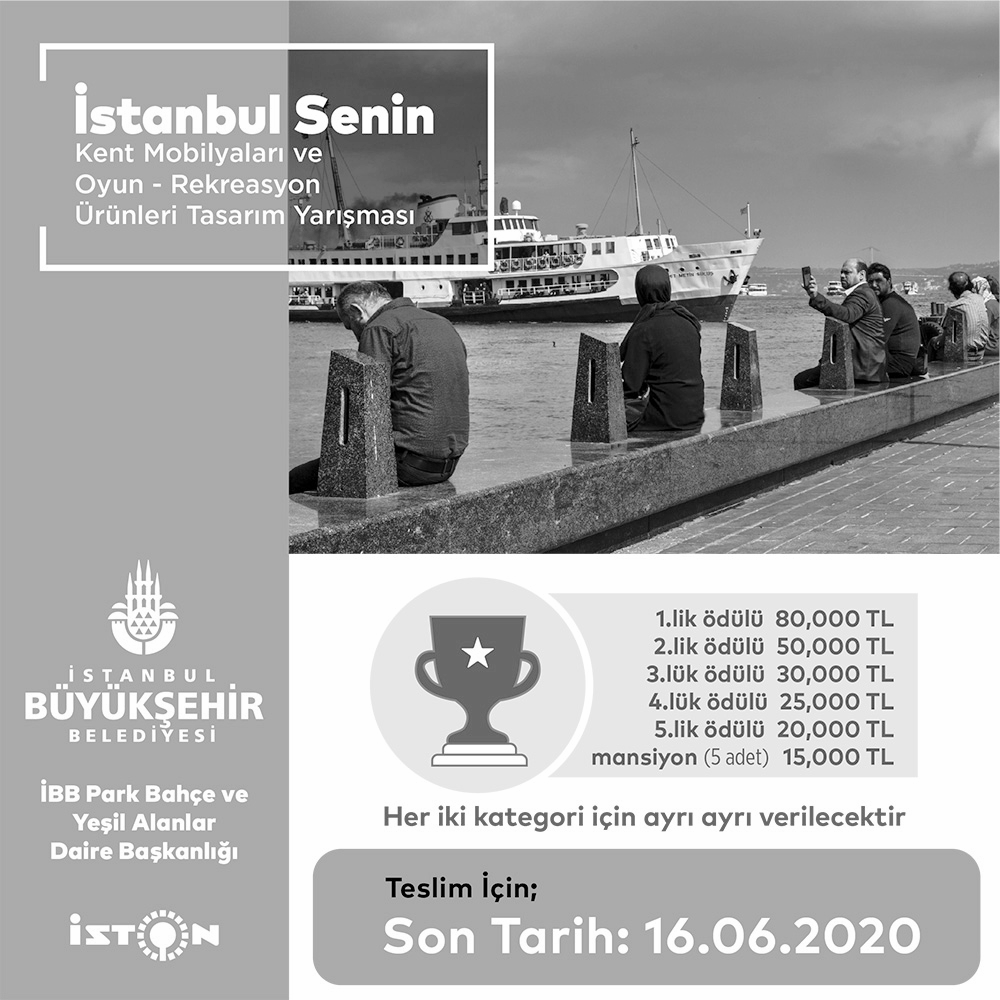 İstanbul Senin
Kent Mobilyaları ve
Oyun - Rekreasyon
Ürünleri Tasarım Yarışması
İSTANBUL
BÜYÜKŞEHİR
BELEDİYESİ
İBB Park Bahçe ve
Yeşil Alanlar
Daire Başkanlığı
İSTON
1.lik ödülü 80,000 TL
2.lik ödülü 50,000 TL
3.lük ödülü 30,000 TL
4.lük ödülü 25,000 TL
5.lik ödülü 20,000 TL
mansiyon (5 adet) 15,000 TL
Her iki kategori için ayrı ayrı verilecektir
Teslim İçin;
Son Tarih: 16.06.2020